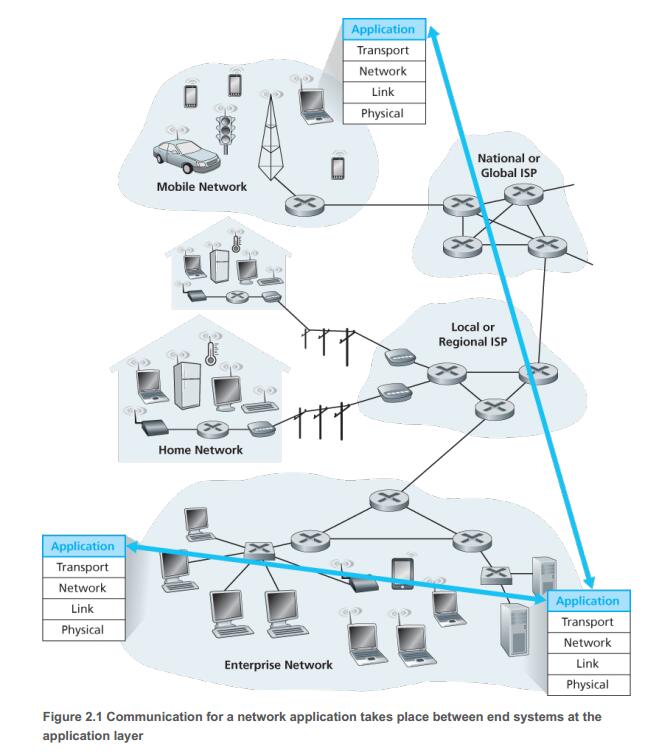 Application
Transport
Network
Link
Physical
National or
Global ISP
Mobile Network
Local or
Regional ISP
Home Network
Application
Transport
Network
Link
Physical
Application
Transport
Network
Link
Physical
Enterprise Network
Figure 2.1 Communication for a network application takes place between end systems at the
application layer